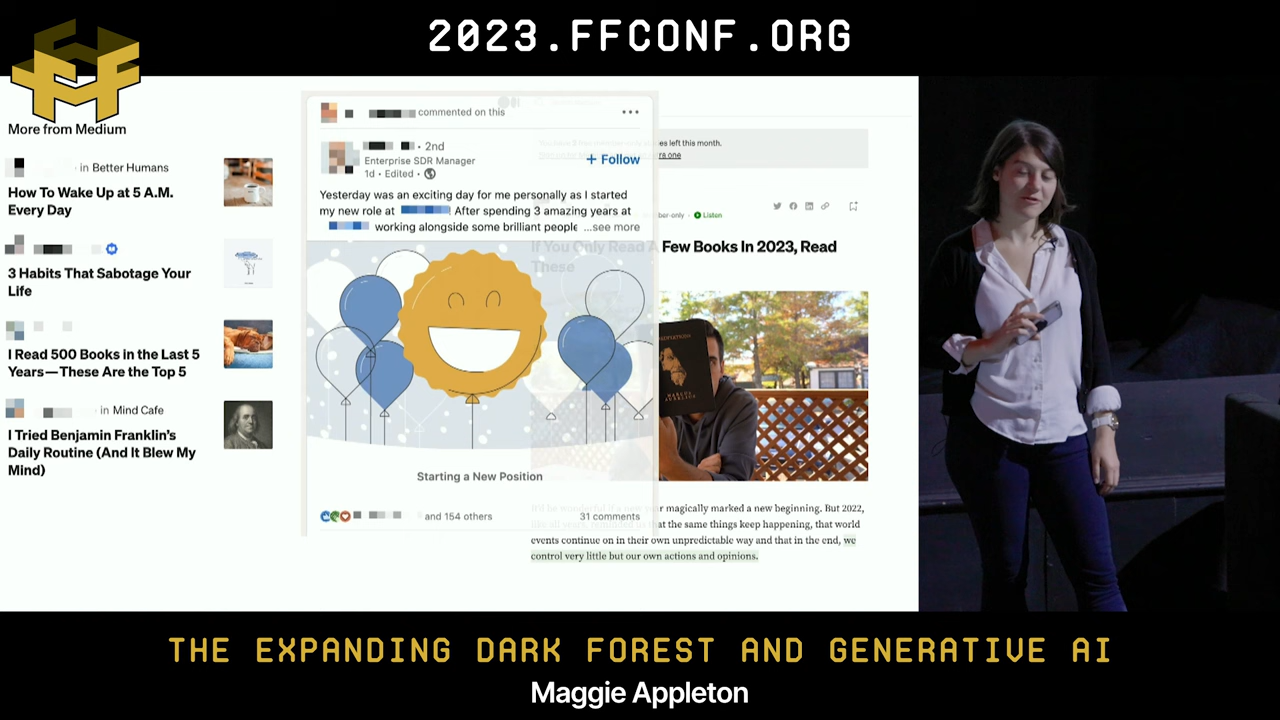 2023.FFCONF.ORG
More from Medium
in Better Humans
How To Wake Up at 5 A.M.
Every Day
3 Habits That Sabotage Your
Life
I Read 500 Books in the Last 5
Years—These Are the Top 5
in Mind Cafe
I Tried Benjamin Franklin's
Daily Routine (And It Blew My
Mind)
commented on this
• 2nd
Enterprise SDR Manager
1d • Edited •
+ Follow
Yesterday was an exciting day for me personally as I started
my new role at
After spending 3 amazing years at
working alongside some brilliant people ...see more
Starting a New Position
and 154 others
31 comments
left this month.
Listen
If You Only Read A Few Books In 2023, Read
These
magically marked a new beginning. But 2022,
that the same things keep happening, that world
events continue on in their own unpredictable way and that in the end, we
control very little but our own actions and opinions.
THE EXPANDING DARK FOREST AND GENERATIVE AI
Maggie Appleton